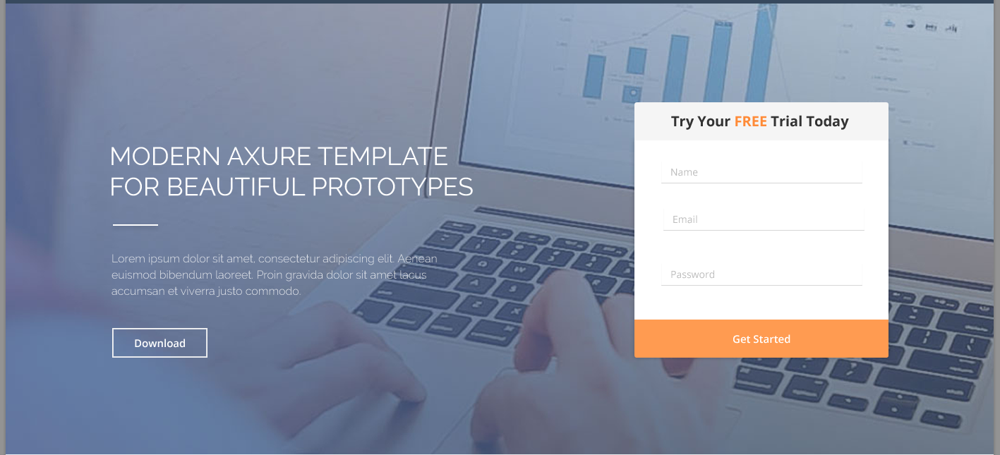 MODERN AXURE TEMPLATE
FOR BEAUTIFUL PROTOTYPES
Lorem ipsum dolor sit amet, consectetur adipiscing elit. Aenean
euismod bibendum laoreet. Proin gravida dolor sit amet lacus
accumsan et viverra justo commodo.
Download
Try Your FREE Trial Today
Name
Email
Password
Get Started